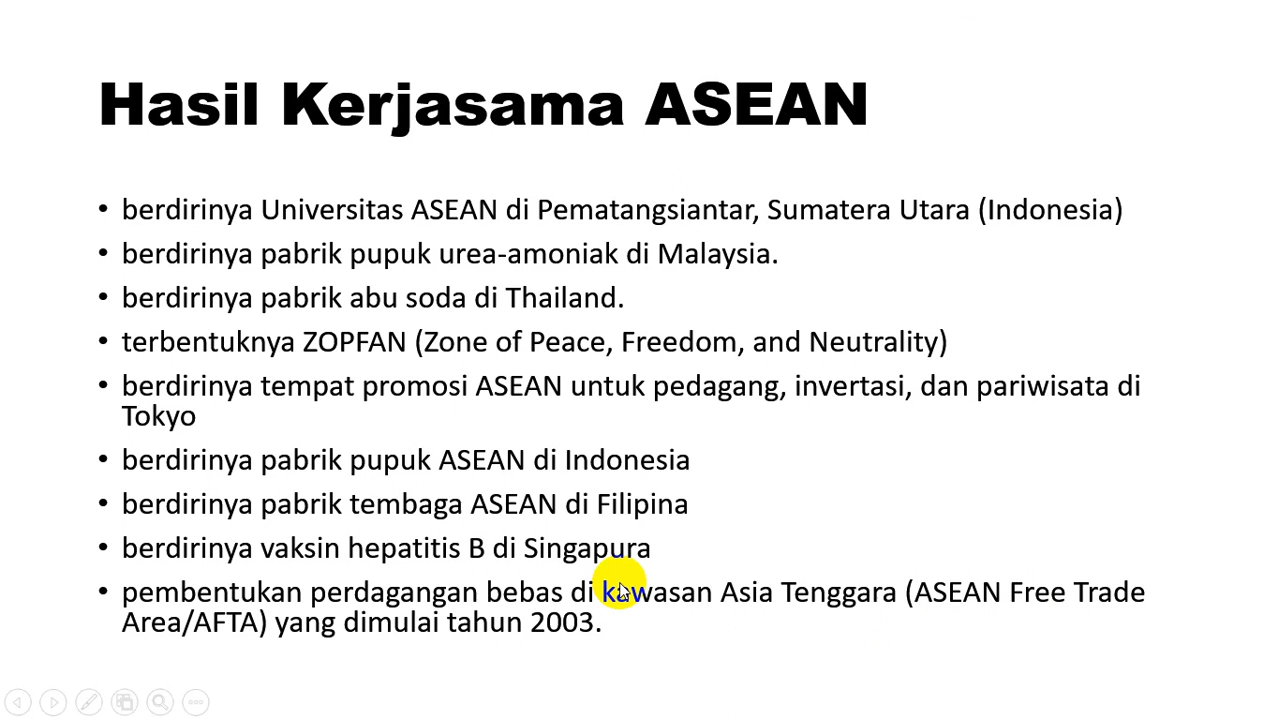 Hasil Kerjasama ASEAN
• berdirinya Universitas ASEAN di Pematangsiantar, Sumatera Utara (Indonesia)
• berdirinya pabrik pupuk urea-amoniak di Malaysia.
• berdirinya pabrik abu soda di Thailand.
• terbentuknya ZOPFAN (Zone of Peace, Freedom, and Neutrality)
• berdirinya tempat promosi ASEAN untuk pedagang, invertasi, dan pariwisata di
Tokyo
• berdirinya pabrik pupuk ASEAN di Indonesia
• berdirinya pabrik tembaga ASEAN di Filipina
• berdirinya vaksin hepatitis B di Singapura
• pembentukan perdagangan bebas di kawasan Asia Tenggara (ASEAN Free Trade
Area/AFTA) yang dimulai tahun 2003.